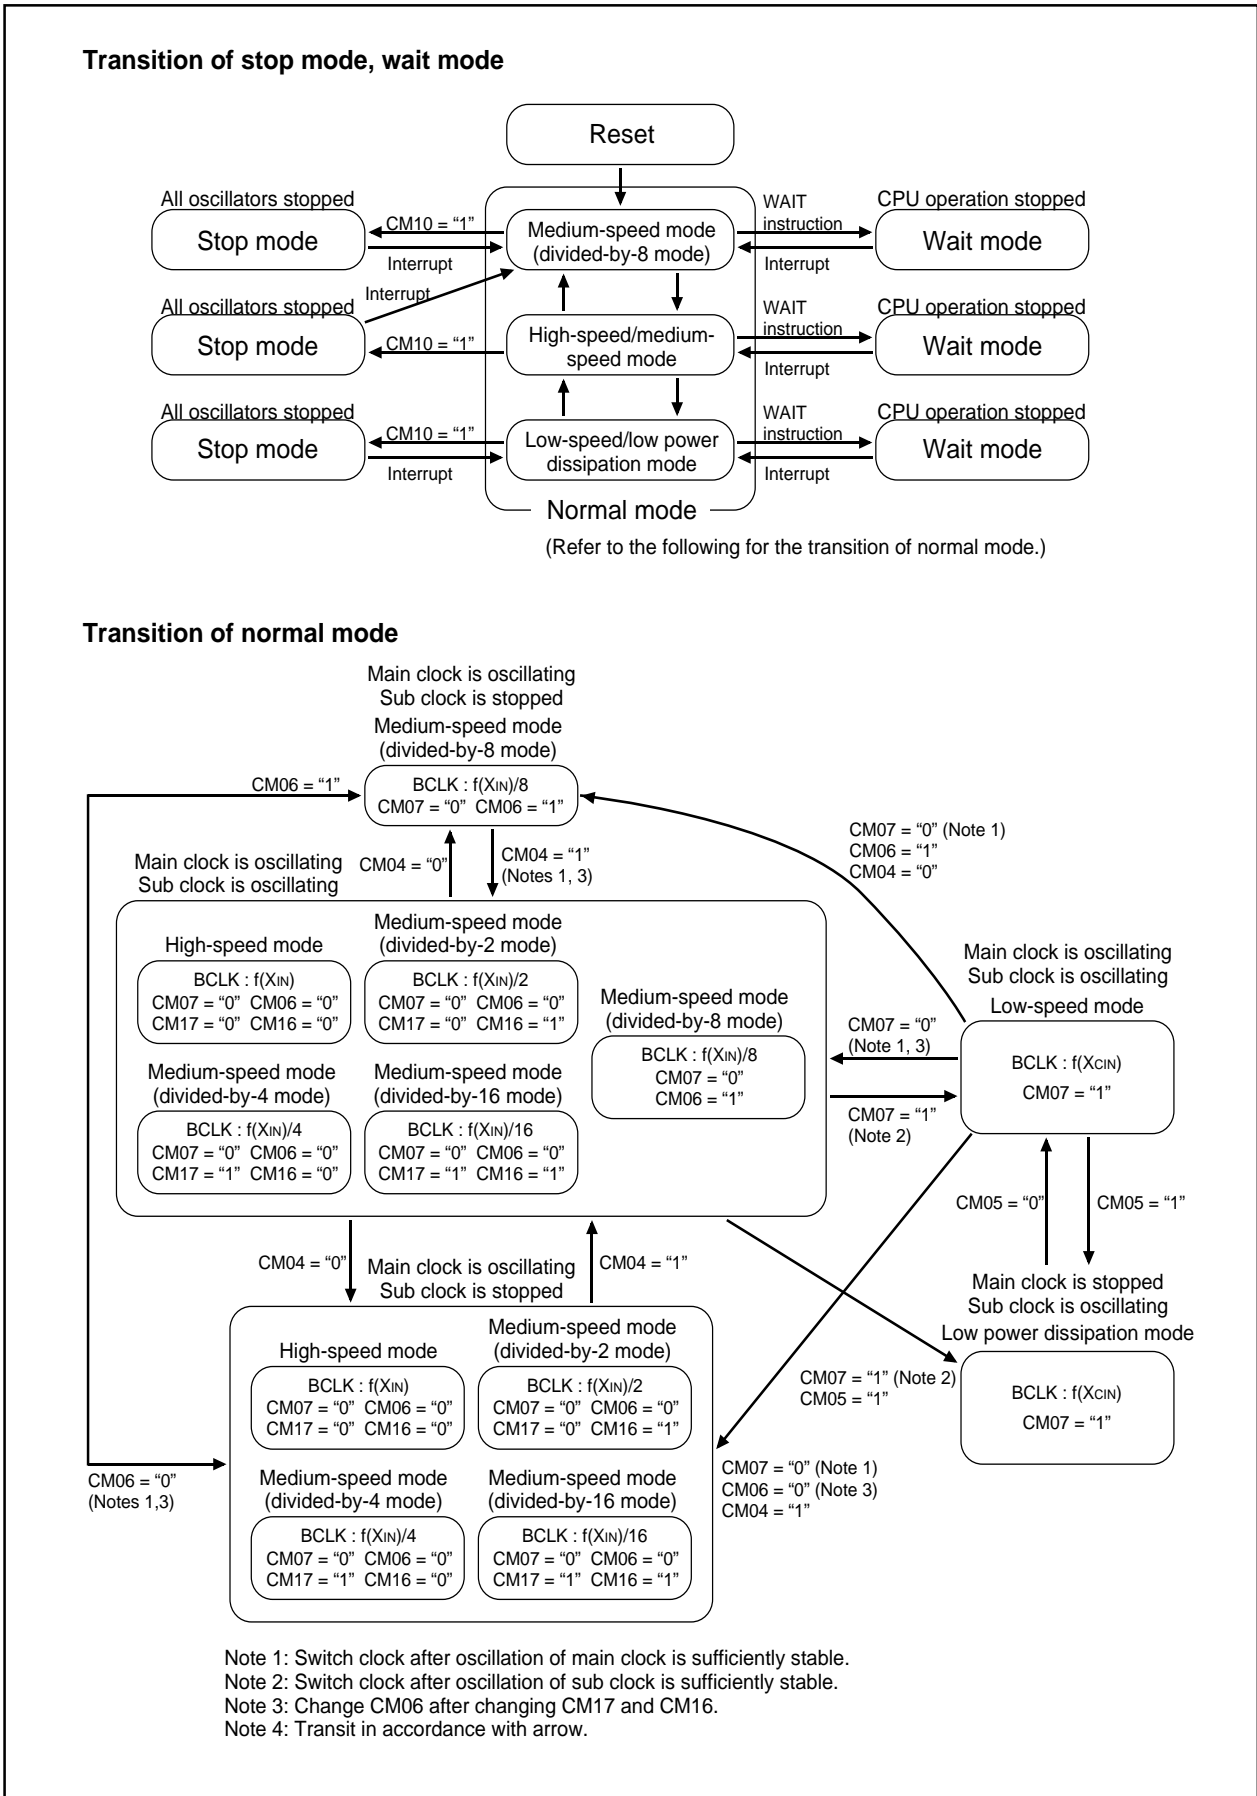 Transition of stop mode, wait mode
Reset
All oscillators stopped
Stop mode
CM10 = “1”
Interrupt
Medium-speed mode
(divided-by-8 mode)
WAIT
instruction
Interrupt
CPU operation stopped
Wait mode
Interrupt
All oscillators stopped
Stop mode
CM10 = “1”
High-speed/medium-
speed mode
WAIT
instruction
Interrupt
CPU operation stopped
Wait mode
All oscillators stopped
Stop mode
CM10 = “1”
Interrupt
Low-speed/low power
dissipation mode
WAIT
instruction
Interrupt
CPU operation stopped
Wait mode
Normal mode
(Refer to the following for the transition of normal mode.)
Transition of normal mode
Main clock is oscillating
Sub clock is stopped
Medium-speed mode
(divided-by-8 mode)
BCLK : f(XIN)/8
CM07 = “0” CM06 = “1”
CM06 = “1”
CM04 = “0”
CM04 = “1”
(Notes 1, 3)
CM07 = “0” (Note 1)
CM06 = “1”
CM04 = “0”
Main clock is oscillating
Sub clock is oscillating
High-speed mode
BCLK : f(XIN)
CM07 = “0” CM06 = “0”
CM17 = “0” CM16 = “0”
Medium-speed mode
(divided-by-2 mode)
BCLK : f(XIN)/2
CM07 = “0” CM06 = “0”
CM17 = “0” CM16 = “1”
Medium-speed mode
(divided-by-8 mode)
BCLK : f(XIN)/8
CM07 = “0”
CM06 = “1”
Medium-speed mode
(divided-by-4 mode)
BCLK : f(XIN)/4
CM07 = “0” CM06 = “0”
CM17 = “1” CM16 = “0”
Medium-speed mode
(divided-by-16 mode)
BCLK : f(XIN)/16
CM07 = “0” CM06 = “0”
CM17 = “1” CM16 = “1”
CM07 = “0”
(Note 1, 3)
CM07 = “1”
(Note 2)
Main clock is oscillating
Sub clock is oscillating
Low-speed mode
BCLK : f(XCIN)
CM07 = “1”
CM05 = “0”
CM05 = “1”
Main clock is stopped
Sub clock is oscillating
Low power dissipation mode
BCLK : f(XCIN)
CM07 = “1”
CM07 = “1” (Note 2)
CM05 = “1”
CM04 = “0”
CM04 = “1”
Main clock is oscillating
Sub clock is stopped
High-speed mode
BCLK : f(XIN)
CM07 = “0” CM06 = “0”
CM17 = “0” CM16 = “0”
Medium-speed mode
(divided-by-2 mode)
BCLK : f(XIN)/2
CM07 = “0” CM06 = “0”
CM17 = “0” CM16 = “1”
Medium-speed mode
(divided-by-4 mode)
BCLK : f(XIN)/4
CM07 = “0” CM06 = “0”
CM17 = “1” CM16 = “0”
Medium-speed mode
(divided-by-16 mode)
BCLK : f(XIN)/16
CM07 = “0” CM06 = “0”
CM17 = “1” CM16 = “1”
CM06 = “0”
(Notes 1,3)
CM07 = “0” (Note 1)
CM06 = “0” (Note 3)
CM04 = “1”
Note 1: Switch clock after oscillation of main clock is sufficiently stable.
Note 2: Switch clock after oscillation of sub clock is sufficiently stable.
Note 3: Change CM06 after changing CM17 and CM16.
Note 4: Transit in accordance with arrow.